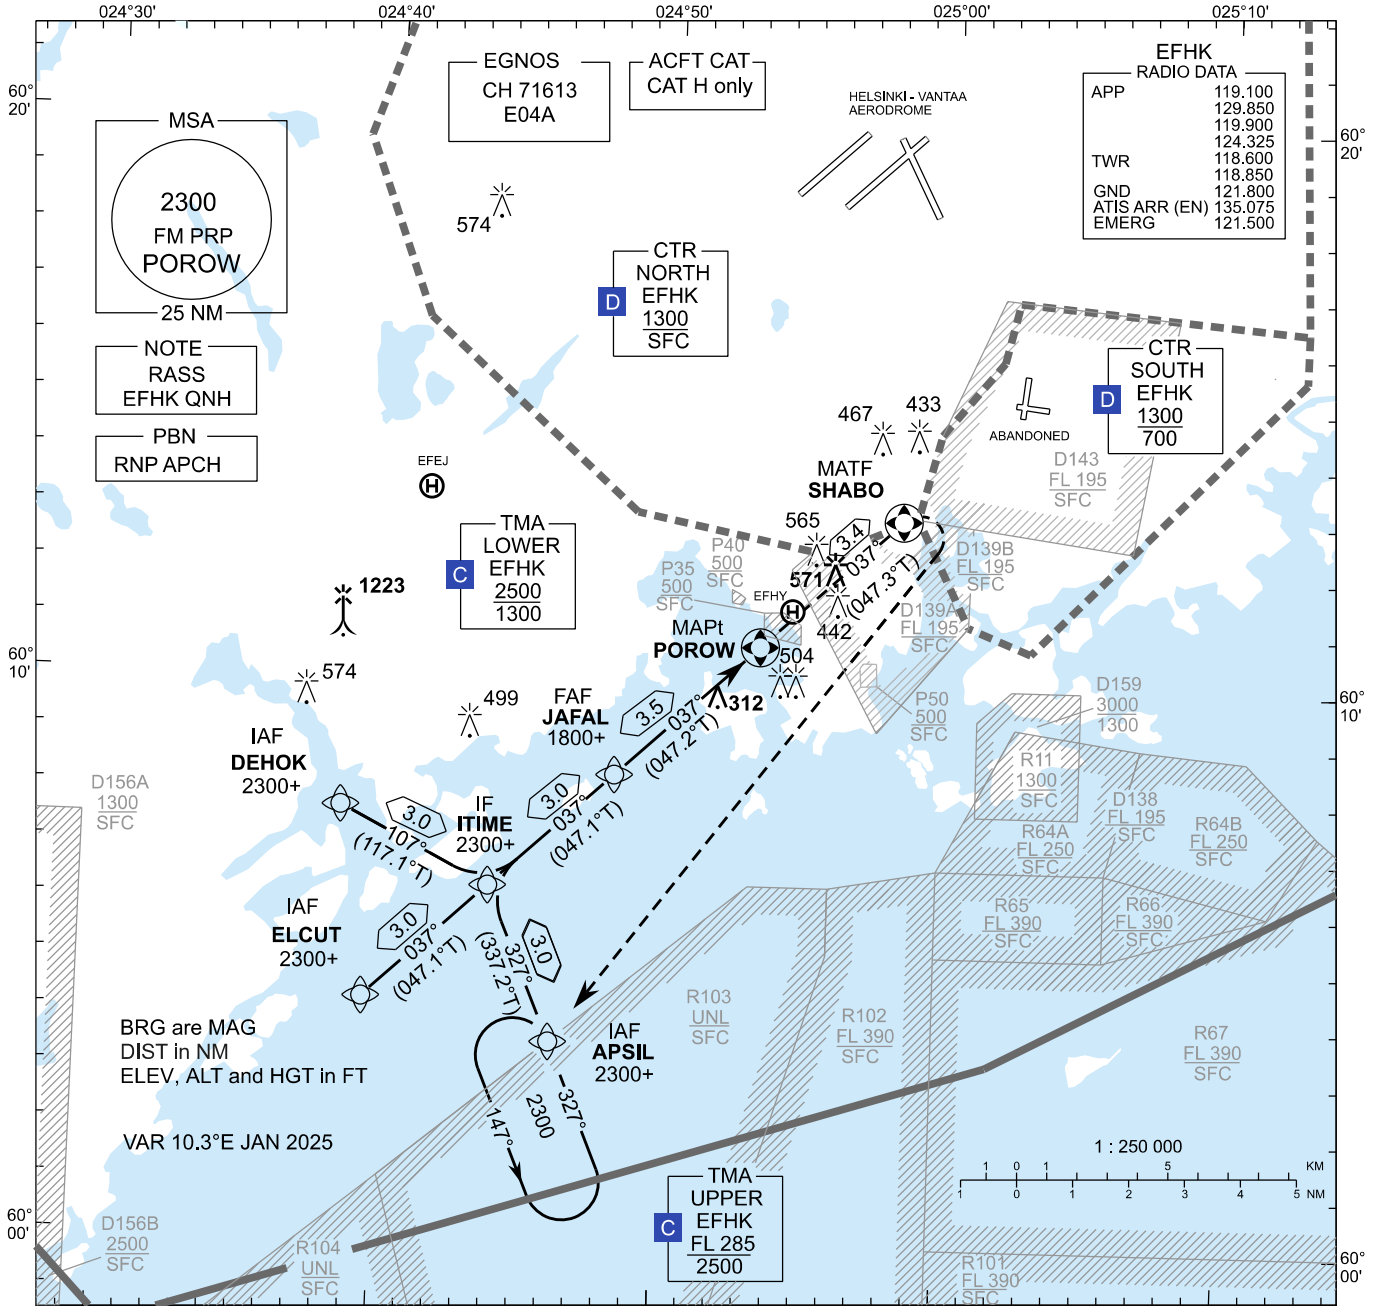 024°30'
024°40'
024°50'
025°00'
025°10'
60°
20'
60°
20'
60°
10'
60°
10'
60°
00'
60°
00'
MSA
2300
FM PRP
POROW
25 NM
NOTE
RASS
EFHK QNH
PBN
RNP APCH
EGNOS
CH 71613
E04A
ACFT CAT
CAT H only
HELSINKI - VANTAA
AERODROME
EFHK
RADIO DATA
APP 119.100
129.850
119.900
124.325
TWR 118.600
118.850
GND 121.800
ATIS ARR (EN) 135.075
EMERG 121.500
574
D
CTR
NORTH
EFHK
1300
SFC
D
CTR
SOUTH
EFHK
1300
700
ABANDONED
467
433
MATF
SHABO
D143
FL 195
SFC
EFEJ
H
C
TMA
LOWER
EFHK
2500
1300
1223
574
499
565
571
3.4
037°
(047.3°T)
P40
500
SFC
P35
500
SFC
EFHY
H
442
D139B
FL 195
SFC
D139A
FL 195
SFC
MAPt
POROW
504
312
P50
500
SFC
D159
3000
1300
R11
1300
SFC
D138
FL 195
SFC
R64A
FL 250
SFC
R64B
FL 250
SFC
R65
FL 390
SFC
R66
FL 390
SFC
FAF
JAFAL
1800+
3.5
037°
(047.2°T)
IAF
DEHOK
2300+
3.0
107°
(117.1°T)
IF
ITIME
2300+
3.0
037°
(047.1°T)
D156A
1300
SFC
IAF
ELCUT
2300+
3.0
037°
(047.1°T)
3.0
327°
(337.2°T)
IAF
APSIL
2300+
147°
2300
327°
R103
UNL
SFC
R102
FL 390
SFC
R67
FL 390
SFC
BRG are MAG
DIST in NM
ELEV, ALT and HGT in FT
VAR 10.3°E JAN 2025
1 : 250 000
1 0 1 5 KM
1 0 1 2 3 4 5 NM
C
TMA
UPPER
EFHK
FL 285
2500
D156B
2500
SFC
R104
UNL
SFC
R101
FL 390
SFC